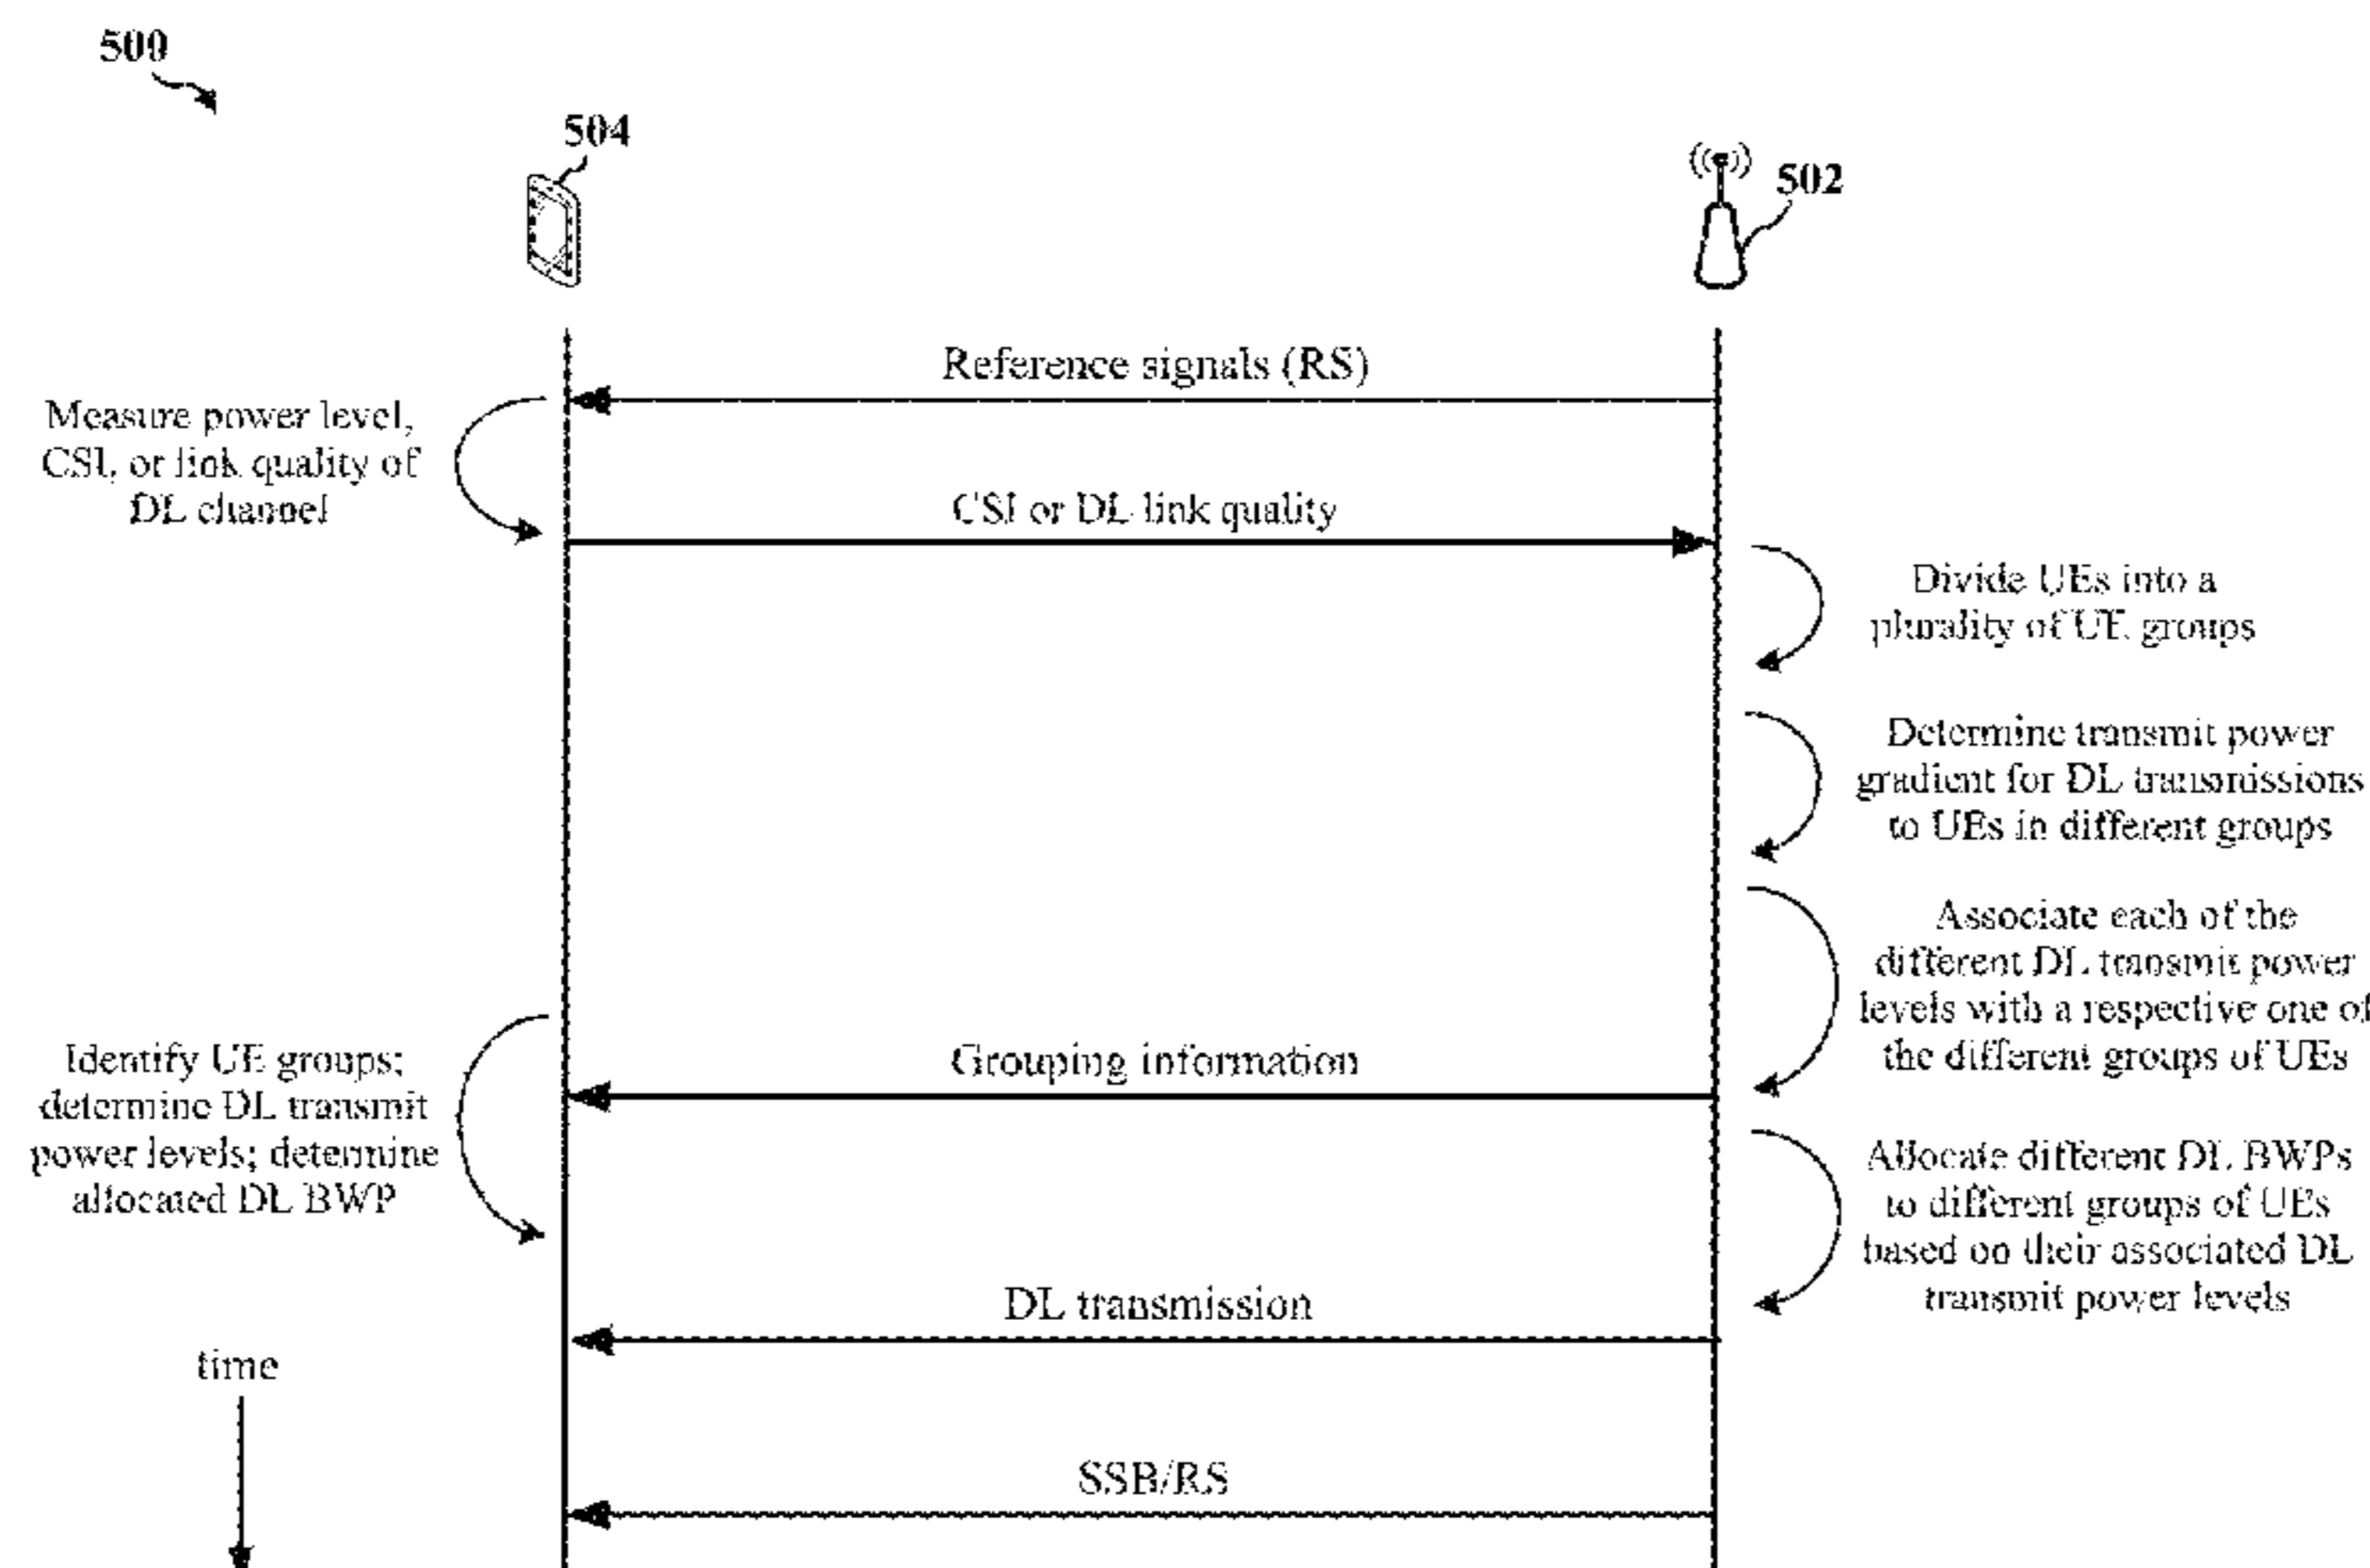 500
504
502
Reference signals (RS)
Measure power level,
CSI, or link quality of
DL channel
CSI or DL link quality
Divide UEs into a
plurality of UE groups
Determine transmit power
gradient for DL transmissions
to UEs in different groups
Associate each of the
different DL transmit power
levels with a respective one of
the different groups of UEs
Grouping information
Identify UE groups;
determine DL transmit
power levels; determine
allocated DL BWP
Allocate different DL BWPs
to different groups of UEs
based on their associated DL
transmit power levels
DL transmission
time
SSB/RS